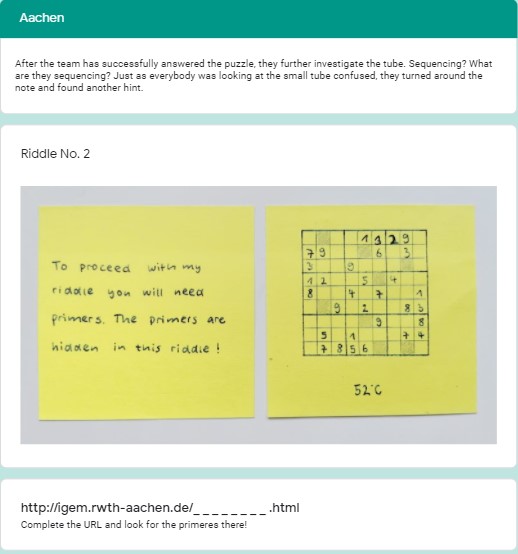 Aachen
After the team has successfully answered the puzzle, they further investigate the tube. Sequencing? What
are they sequencing? Just as everybody was looking at the small tube confused, they turned around the
note and found another hint.
Riddle No. 2
To proceed with my
riddle you will need
primers. The primers are
hidden in this riddle !
1 3 2 9
7 9 6 3
3 9
1 2 5 4
8 4 7 1
9 2 8 5
9 8
5 1 7 4
7 8 5 6
52°C
http://igem.rwth-aachen.de/_ _ _ _ _ _ _ _ .html
Complete the URL and look for the primeres there!